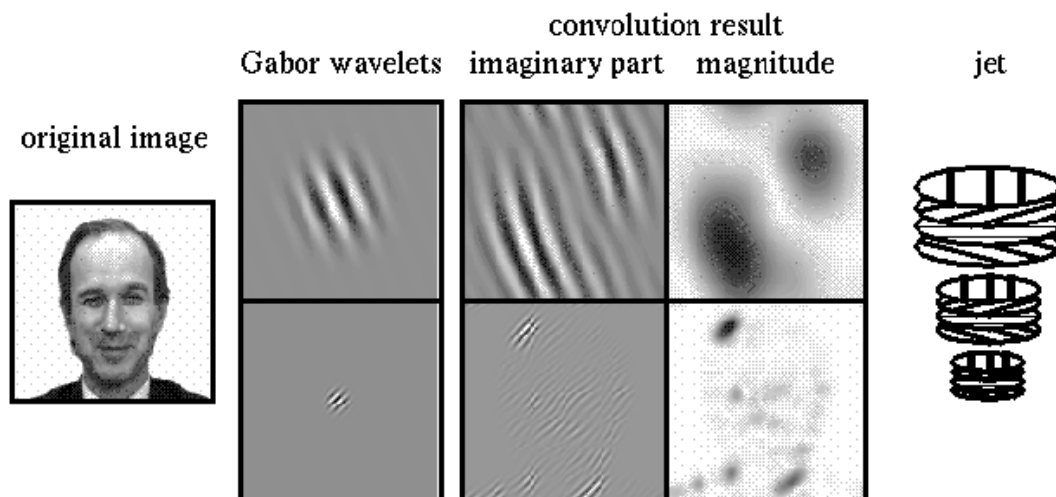 convolution result
Gabor wavelets imaginary part magnitude jet
original image